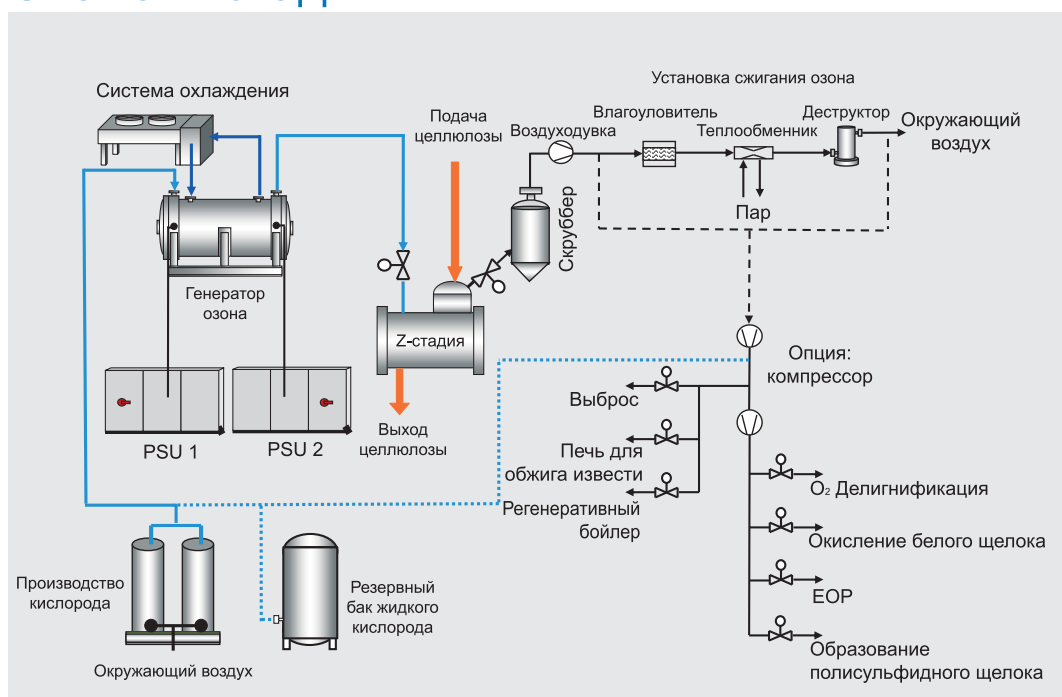 Установка сжигания озона
Система охлаждения
Подача
целлюлозы
Воздуходувка
Влагоуловитель
Теплообменник
Деструктор
Окружающий
воздух
Пар
Скруббер
Генератор
озона
Z-стадия
Опция:
компрессор
Выброс
PSU 1
PSU 2
Выход
целлюлозы
Печь для
обжига извести
Регенеративный
бойлер
O₂ Делигнификация
Окисление белого щелока
EOP
Образование
полисульфидного щелока
Производство
кислорода
Резервный
бак жидкого
кислорода
Окружающий воздух